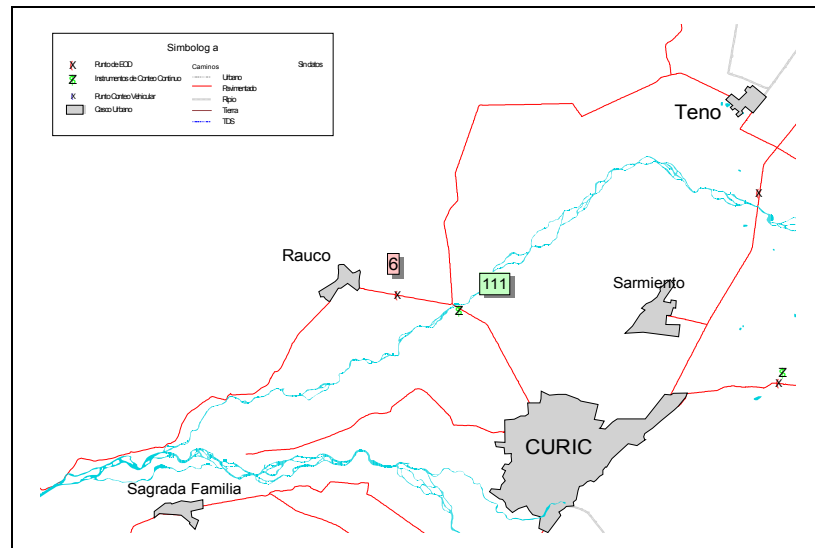 Simbolog a
X Punto de EOD
Z Instrumentos de Conteo Continuo
X Punto Conteo Vehicular
Casco Urbano
Caminos
Urbano
Pavimentado
Ripio
Tierra
TDS
Sin datos
Teno
Rauco
6
111
Sarmiento
X
X
Z
Z
X
CURIC
Sagrada Familia